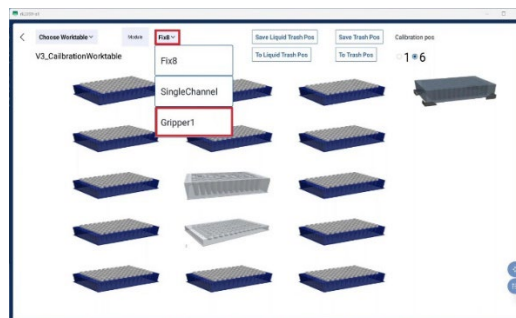 Choose Worktable
Module
Fix8
Save Liquid Trash Pos
Save Trash Pos
Calibration pos
V3_CailbrationWorktable
To Liquid Trash Pos
To Trash Pos
1 6
Fix8
SingleChannel
Gripper1